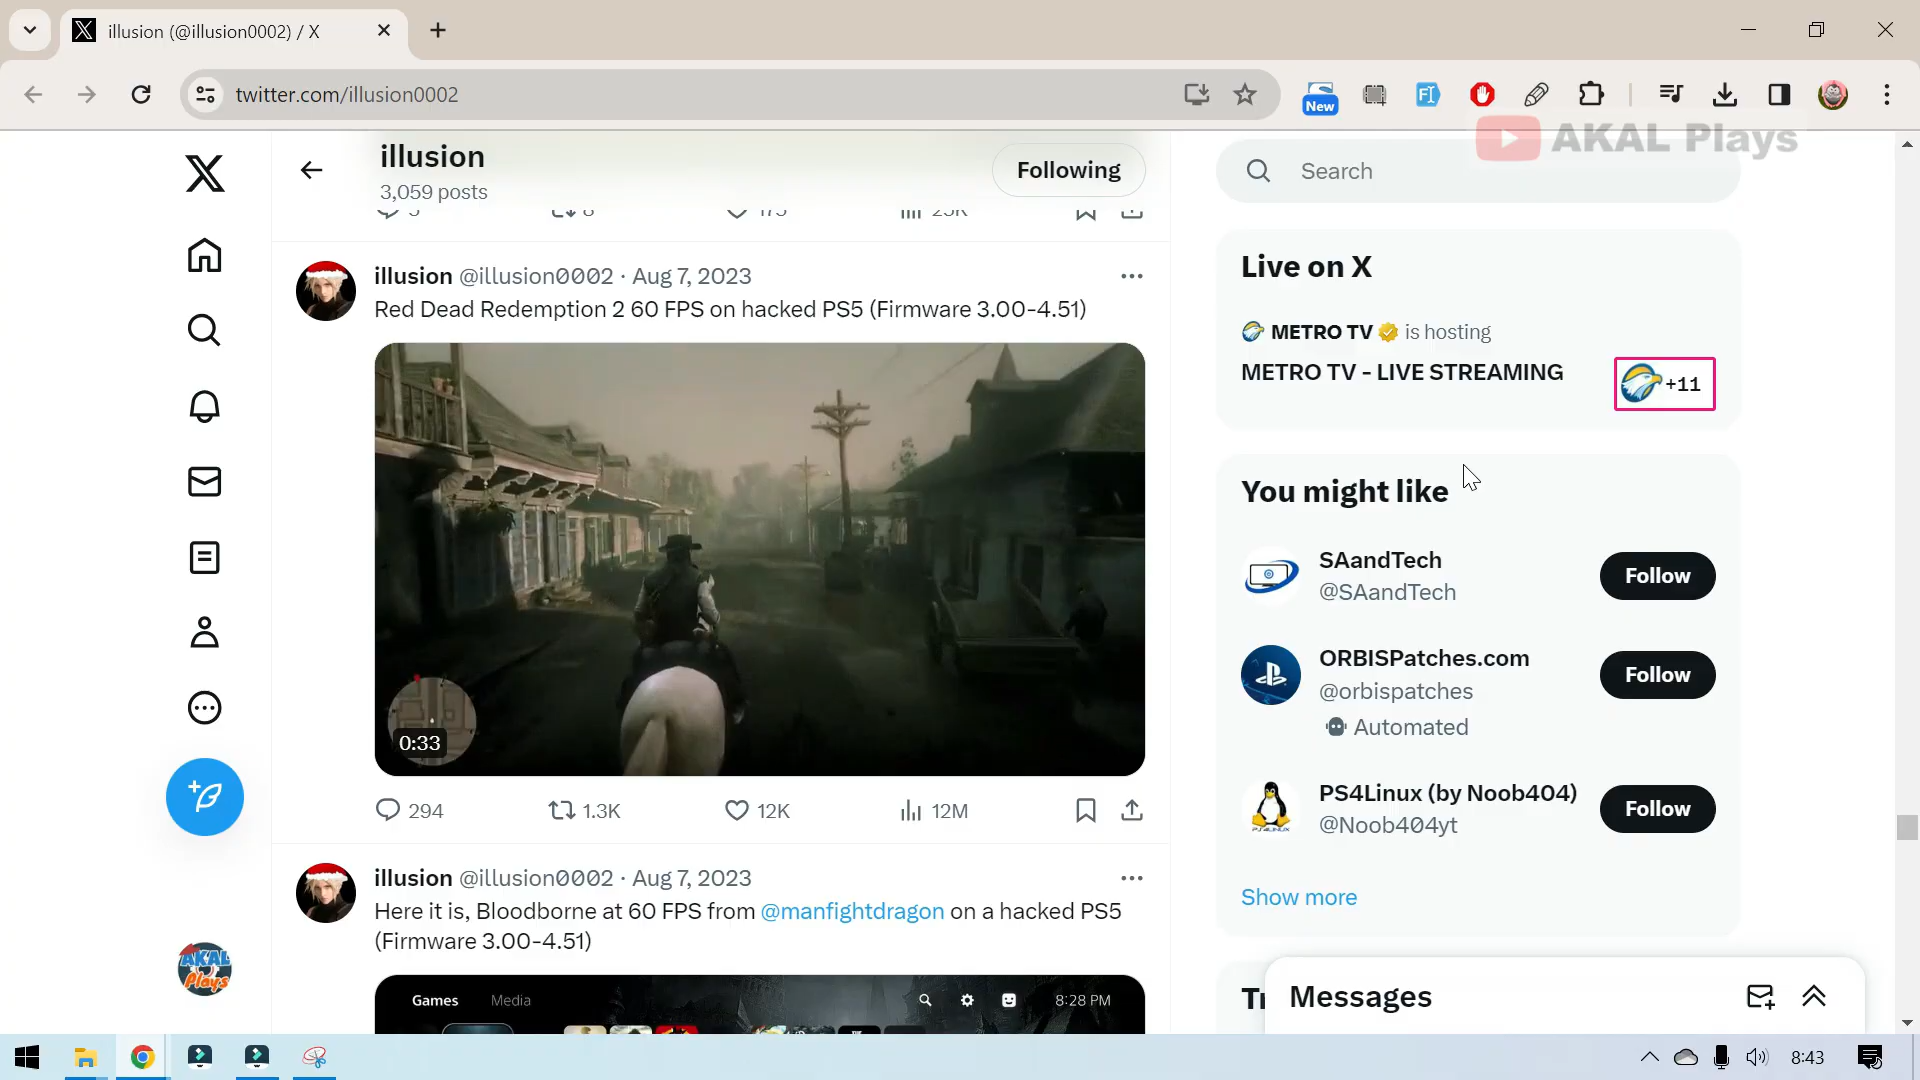 illusion (@illusion0002) / X
twitter.com/illusion0002
New
AKAL Plays
illusion
3,059 posts
Following
Search
illusion @illusion0002 · Aug 7, 2023
Red Dead Redemption 2 60 FPS on hacked PS5 (Firmware 3.00-4.51)
0:33
294
1.3K
12K
12M
illusion @illusion0002 · Aug 7, 2023
Here it is, Bloodborne at 60 FPS from @manfightdragon on a hacked PS5
(Firmware 3.00-4.51)
Games Media 8:28 PM
Live on X
METRO TV is hosting
METRO TV - LIVE STREAMING
+11
You might like
SAandTech
@SAandTech
Follow
ORBISPatches.com
@orbispatches
Automated
Follow
PS4Linux (by Noob404)
@Noob404yt
Follow
PS4LINUX
Show more
Messages
AKAL
Plays
8:43